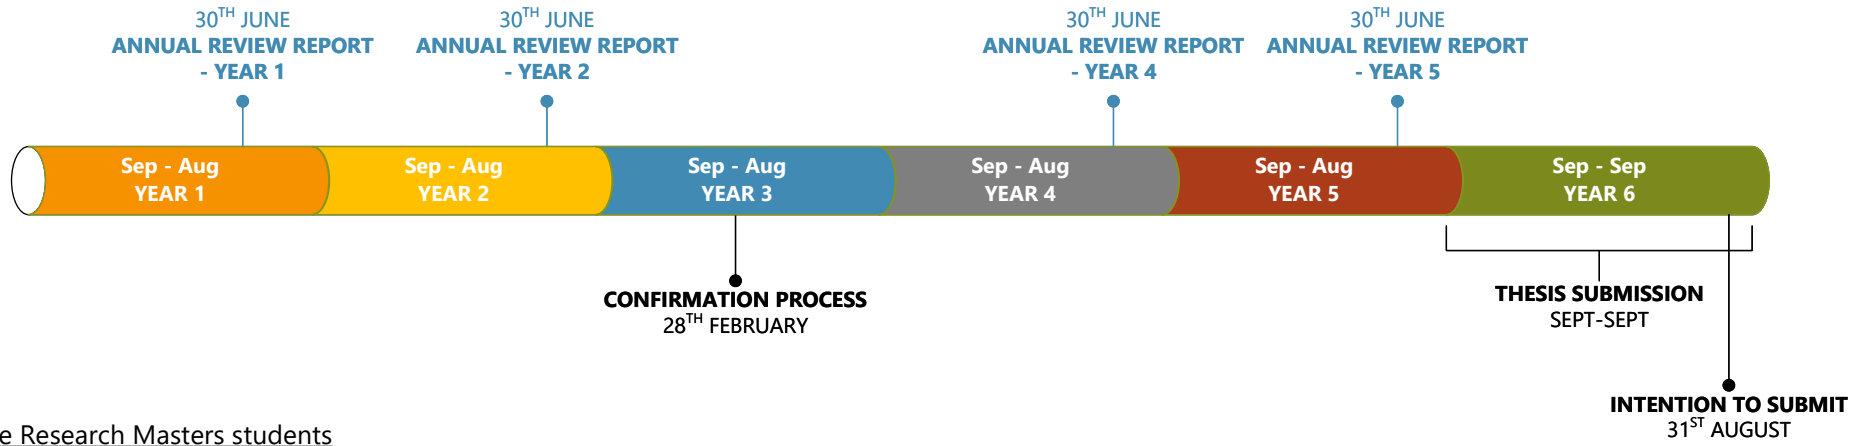 30TH JUNE
ANNUAL REVIEW REPORT
- YEAR 1
30TH JUNE
ANNUAL REVIEW REPORT
- YEAR 2
30TH JUNE
ANNUAL REVIEW REPORT
- YEAR 4
30TH JUNE
ANNUAL REVIEW REPORT
- YEAR 5
Sep - Aug
YEAR 1
Sep - Aug
YEAR 2
Sep - Aug
YEAR 3
Sep - Aug
YEAR 4
Sep - Aug
YEAR 5
Sep - Sep
YEAR 6
CONFIRMATION PROCESS
28TH FEBRUARY
THESIS SUBMISSION
SEPT-SEPT
INTENTION TO SUBMIT
31ST AUGUST
e Research Masters students